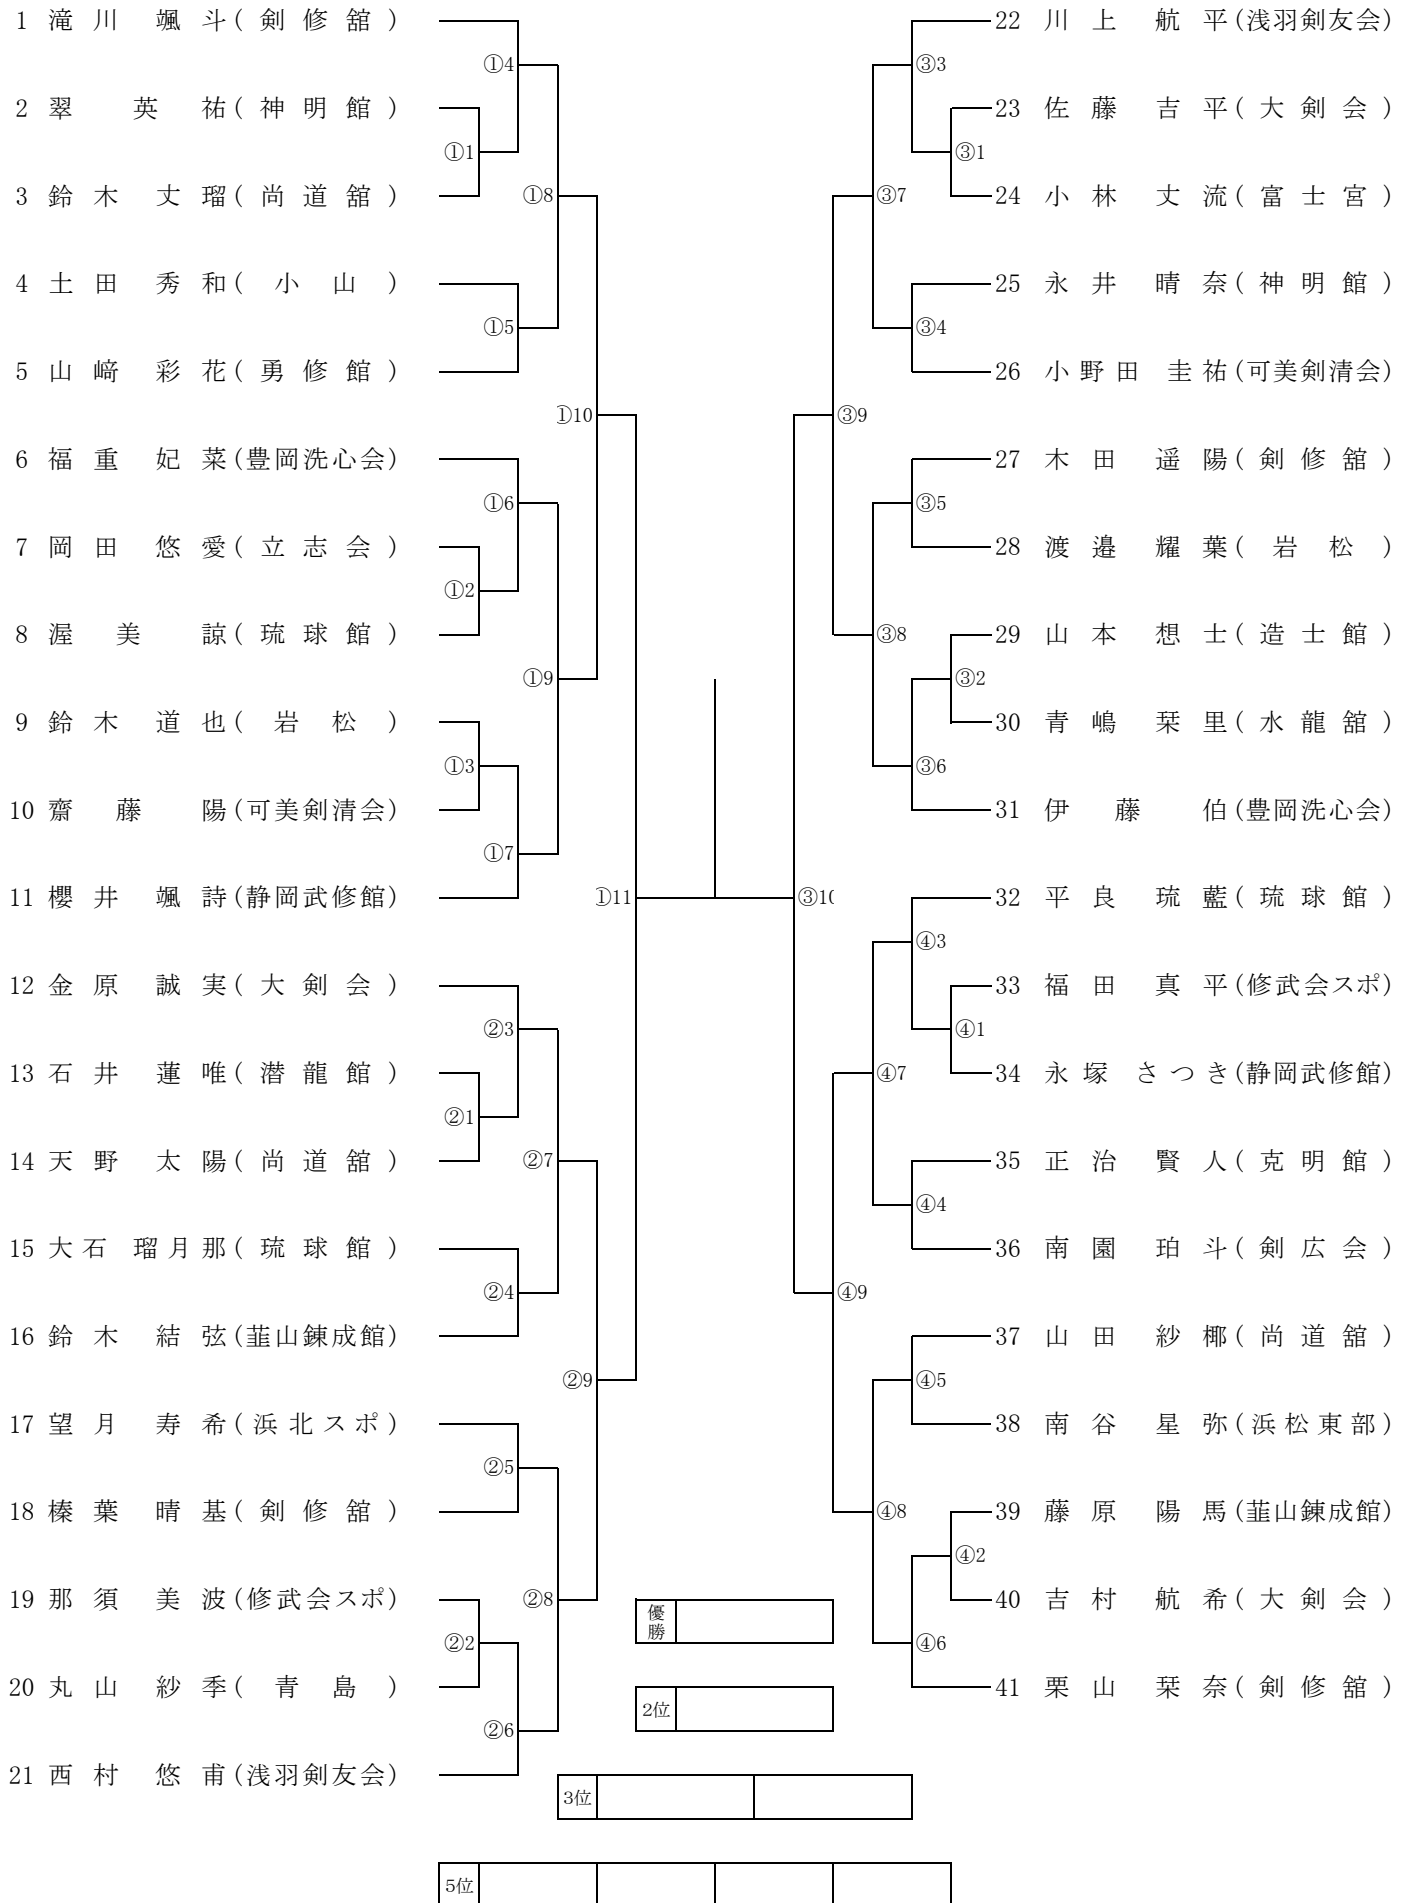 1 滝川 颯斗(剣修舘)
①4
2 翠 英祐(神明館)
①1
3 鈴木 丈瑠(尚道舘)
①8
4 土田 秀和(小山)
①5
5 山﨑 彩花(勇修館)
①10
6 福重 妃菜(豊岡洗心会)
①6
7 岡田 悠愛(立志会)
①2
8 渥美 諒(琉球館)
①9
9 鈴木 道也(岩松)
①3
10 齋藤 陽(可美剣清会)
①7
11 櫻井 颯詩(静岡武修館)
①11
12 金原 誠実(大剣会)
②3
13 石井 蓮唯(潜龍館)
②1
14 天野 太陽(尚道舘)
②7
15 大石 瑠月那(琉球館)
②4
16 鈴木 結弦(韮山錬成館)
②9
17 望月 寿希(浜北スポ)
②5
18 榛葉 晴基(剣修舘)
19 那須 美波(修武会スポ)
②8
②2
20 丸山 紗季(青島)
②6
21 西村 悠甫(浅羽剣友会)
22 川上 航平(浅羽剣友会)
③3
23 佐藤 吉平(大剣会)
③1
24 小林 丈流(富士宮)
③7
25 永井 晴奈(神明館)
③4
26 小野田 圭祐(可美剣清会)
③9
27 木田 遥陽(剣修舘)
③5
28 渡邉 耀葉(岩松)
29 山本 想士(造士館)
③8
③2
30 青嶋 栞里(水龍舘)
③6
31 伊藤 伯(豊岡洗心会)
③10
32 平良 琉藍(琉球館)
④3
33 福田 真平(修武会スポ)
④1
34 永塚 さつき(静岡武修館)
④7
35 正治 賢人(克明館)
④4
36 南園 珀斗(剣広会)
④9
37 山田 紗椰(尚道舘)
④5
38 南谷 星弥(浜松東部)
39 藤原 陽馬(韮山錬成館)
④8
④2
40 吉村 航希(大剣会)
④6
41 栗山 栞奈(剣修舘)
優勝
2位
3位
5位